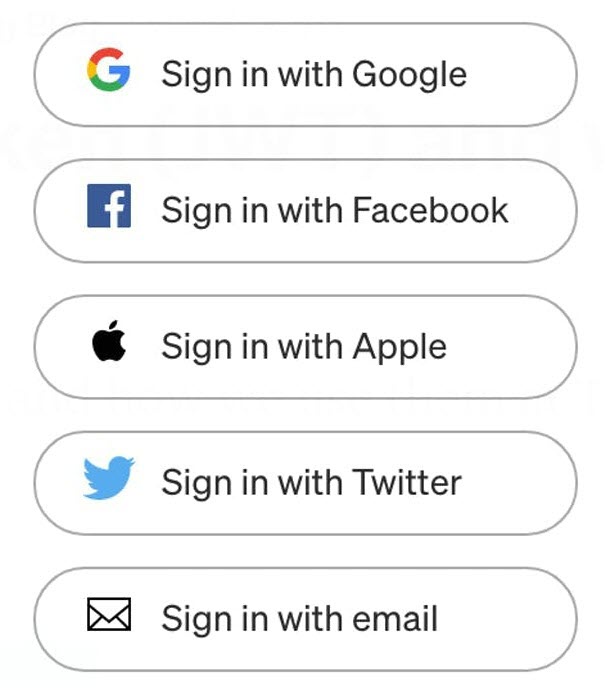 Sign in with Google
Sign in with Facebook
Sign in with Apple
Sign in with Twitter
Sign in with email